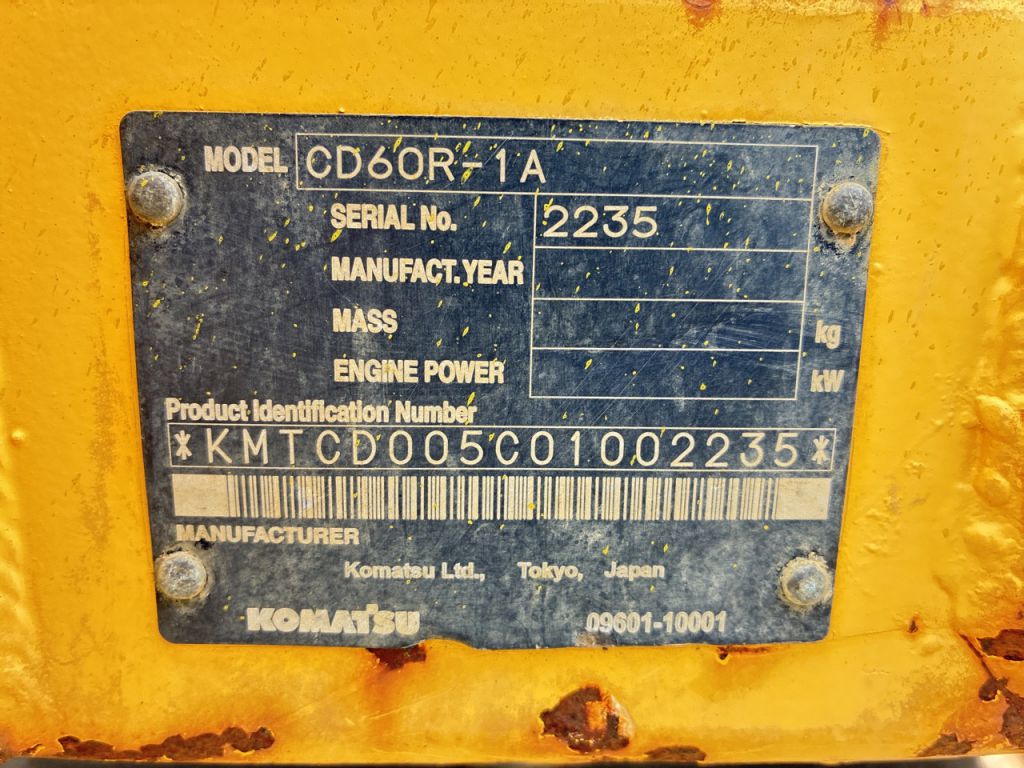 MODEL CD60R-1A
SERIAL No. 2235
MANUFACT. YEAR
MASS kg
ENGINE POWER kW
Product Identification Number
*KMTCD005C01002235*
MANUFACTURER
Komatsu Ltd., Tokyo, Japan
KOMATSU 09601-10001